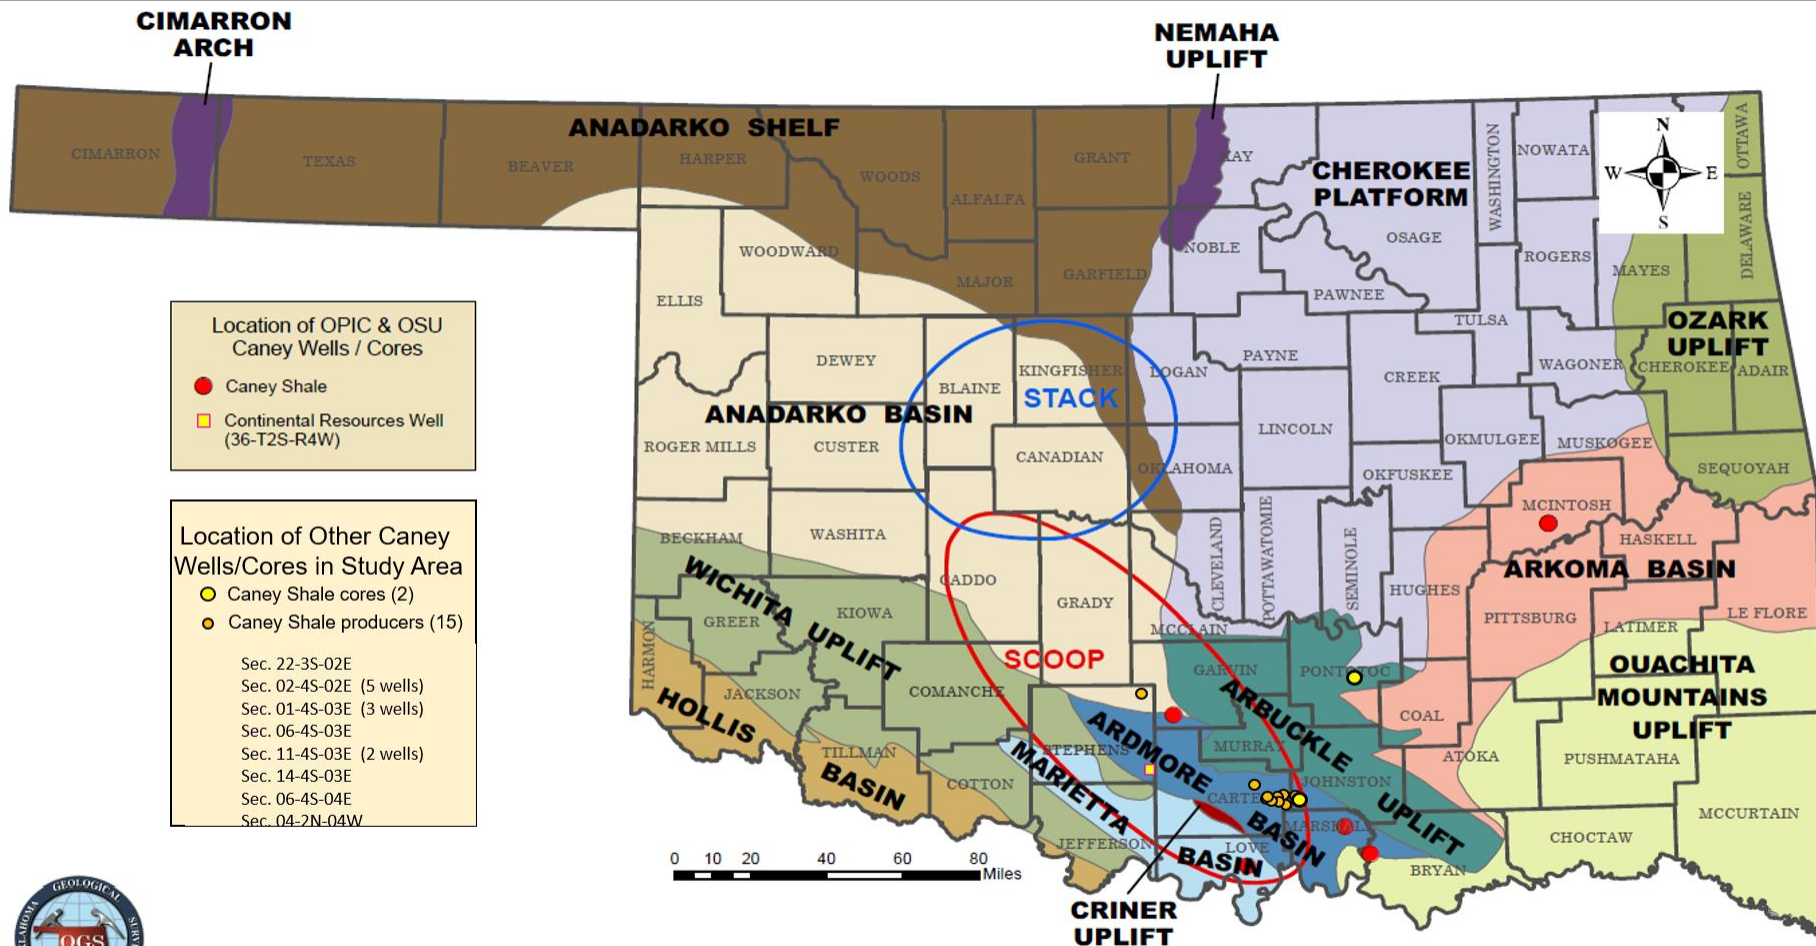 CIMARRON
ARCH
NEMAHA
UPLIFT
ANADARKO SHELF
CIMARRON
TEXAS
BEAVER
HARPER
WOODS
ALFALFA
GRANT
KAY
CHEROKEE
PLATFORM
WASHINGTON
NOWATA
N
W
E
S
OTTAWA
DELAWARE
WOODWARD
ELLIS
MAJOR
GARFIELD
NOBLE
OSAGE
PAWNEE
ROGERS
MAYES
OZARK
UPLIFT
TULSA
WAGONER
CHEROKEE
ADAIR
Location of OPIC & OSU
Caney Wells / Cores
Caney Shale
Continental Resources Well
(36-T2S-R4W)
DEWEY
BLAINE
KINGFISHER
STACK
LOGAN
PAYNE
CREEK
ANADARKO BASIN
ROGER MILLS
CUSTER
CANADIAN
OKLAHOMA
LINCOLN
OKMULGEE
MUSKOGEE
OKFUSKEE
SEQUOYAH
Location of Other Caney
Wells/Cores in Study Area
Caney Shale cores (2)
Caney Shale producers (15)
Sec. 22-3S-02E
Sec. 02-4S-02E (5 wells)
Sec. 01-4S-03E (3 wells)
Sec. 06-4S-03E
Sec. 11-4S-03E (2 wells)
Sec. 14-4S-03E
Sec. 06-4S-04E
Sec. 04-2N-04W
BECKHAM
WASHITA
CADDO
GRADY
CLEVELAND
POTTAWATOMIE
SEMINOLE
HUGHES
MCINTOSH
HASKELL
ARKOMA BASIN
PITTSBURG
LATIMER
LE FLORE
WICHITA UPLIFT
GREER
KIOWA
HARMON
JACKSON
HOLLIS
BASIN
TILLMAN
COMANCHE
COTTON
SCOOP
MCCLAIN
GARVIN
PONTOTOC
ARBUCKLE
UPLIFT
ARDMORE
BASIN
STEPHENS
MURRAY
JOHNSTON
COAL
ATOKA
OUACHITA
MOUNTAINS
UPLIFT
PUSHMATAHA
MCCURTAIN
CHOCTAW
BRYAN
MARIETTA
BASIN
CARTER
MARSHALL
LOVE
JEFFERSON
CRINER
UPLIFT
0 10 20 40 60 80
Miles
GEOLOGICAL
OGS